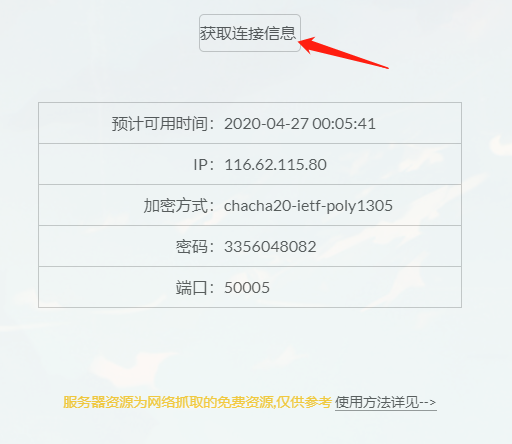 获取连接信息
预计可用时间：2020-04-27 00:05:41
IP：116.62.115.80
加密方式：chacha20-ietf-poly1305
密码：3356048082
端口：50005
服务器资源为网络抓取的免费资源,仅供参考 使用方法详见-->